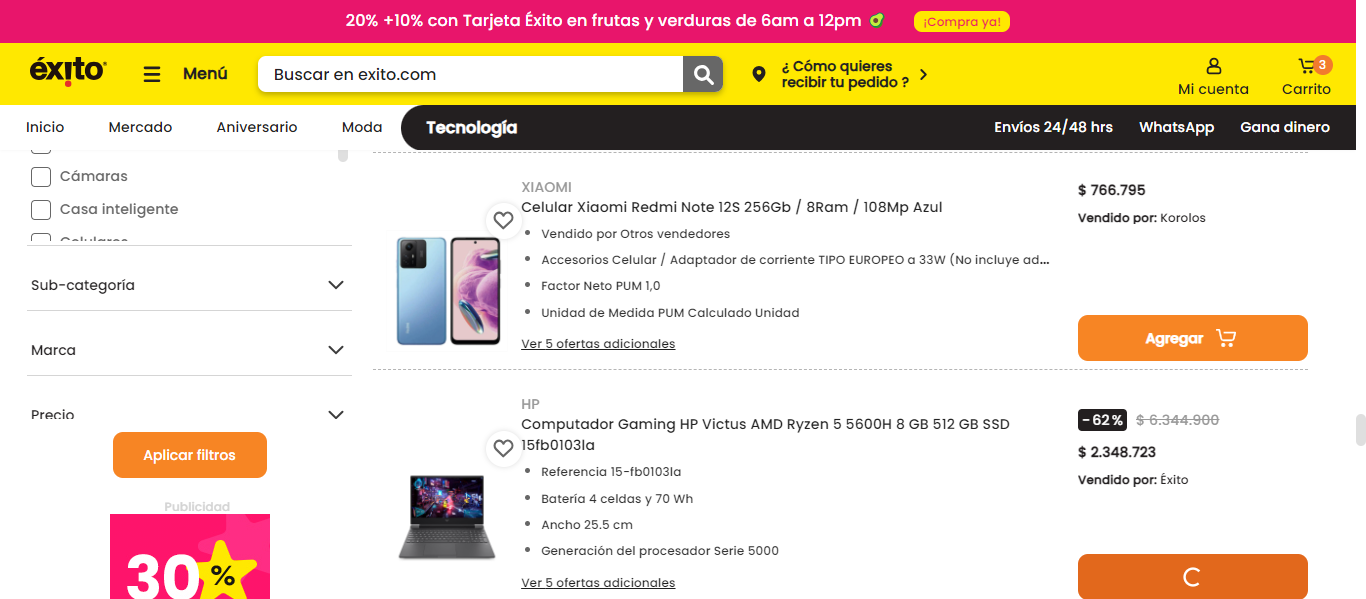 20% +10% con Tarjeta Éxito en frutas y verduras de 6am a 12pm
¡Compra ya!
éxito
Menú
Buscar en exito.com
¿ Cómo quieres
recibir tu pedido ?
Mi cuenta
3
Carrito
Inicio
Mercado
Aniversario
Moda
Tecnología
Envíos 24/48 hrs
WhatsApp
Gana dinero
Cámaras
Casa inteligente
Celulares
Sub-categoría
Marca
Precio
Aplicar filtros
Publicidad
30 %
XIAOMI
Celular Xiaomi Redmi Note 12S 256Gb / 8Ram / 108Mp Azul
Vendido por Otros vendedores
Accesorios Celular / Adaptador de corriente TIPO EUROPEO a 33W (No incluye ad...
Factor Neto PUM 1,0
Unidad de Medida PUM Calculado Unidad
Ver 5 ofertas adicionales
$ 766.795
Vendido por: Korolos
Agregar
HP
Computador Gaming HP Victus AMD Ryzen 5 5600H 8 GB 512 GB SSD
15fb0103la
Referencia 15-fb0103la
Batería 4 celdas y 70 Wh
Ancho 25.5 cm
Generación del procesador Serie 5000
Ver 5 ofertas adicionales
-62% $ 6.344.900
$ 2.348.723
Vendido por: Éxito